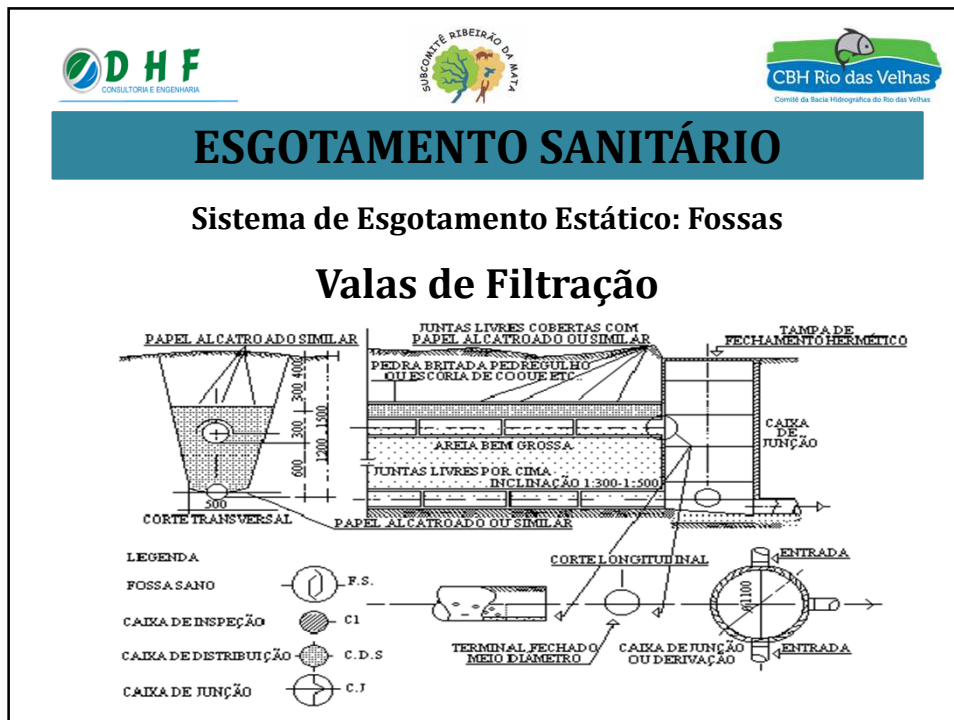 DHF
CONSULTORIA E ENGENHARIA
SUBCOMITÊ RIBEIRÃO DA MATA
CBH Rio das Velhas
Comitê da Bacia Hidrográfica do Rio das Velhas
ESGOTAMENTO SANITÁRIO
Sistema de Esgotamento Estático: Fossas
Valas de Filtração
PAPEL ALCATROADO SIMILAR
JUNTAS LIVRES COBERTAS COM
PAPEL ALCATROADO OU SIMILAR
TAMPA DE
FECHAMENTO HERMÉTICO
PEDRA BRITADA PEDREGULHO
OU ESCÓRIA DE COQUE ETC..
300 4000
300
600
1200 1500
500
CORTE TRANSVERSAL
AREIA BEM GROSSA
JUNTAS LIVRES POR CIMA
INCLINAÇÃO 1:300-1:500
PAPEL ALCATROADO OU SIMILAR
CAIXA
DE
JUNÇÃO
LEGENDA
FOSSA SANO
F.S.
CAIXA DE INSPEÇÃO
C1
CAIXA DE DISTRIBUIÇÃO
C.D.S
CAIXA DE JUNÇÃO
C.J
CORTE LONGITUDINAL
ENTRADA
ø1100
TERMINAL FECHADO
MEIO DIÂMETRO
CAIXA DE JUNÇÃO
OU DERIVAÇÃO
ENTRADA